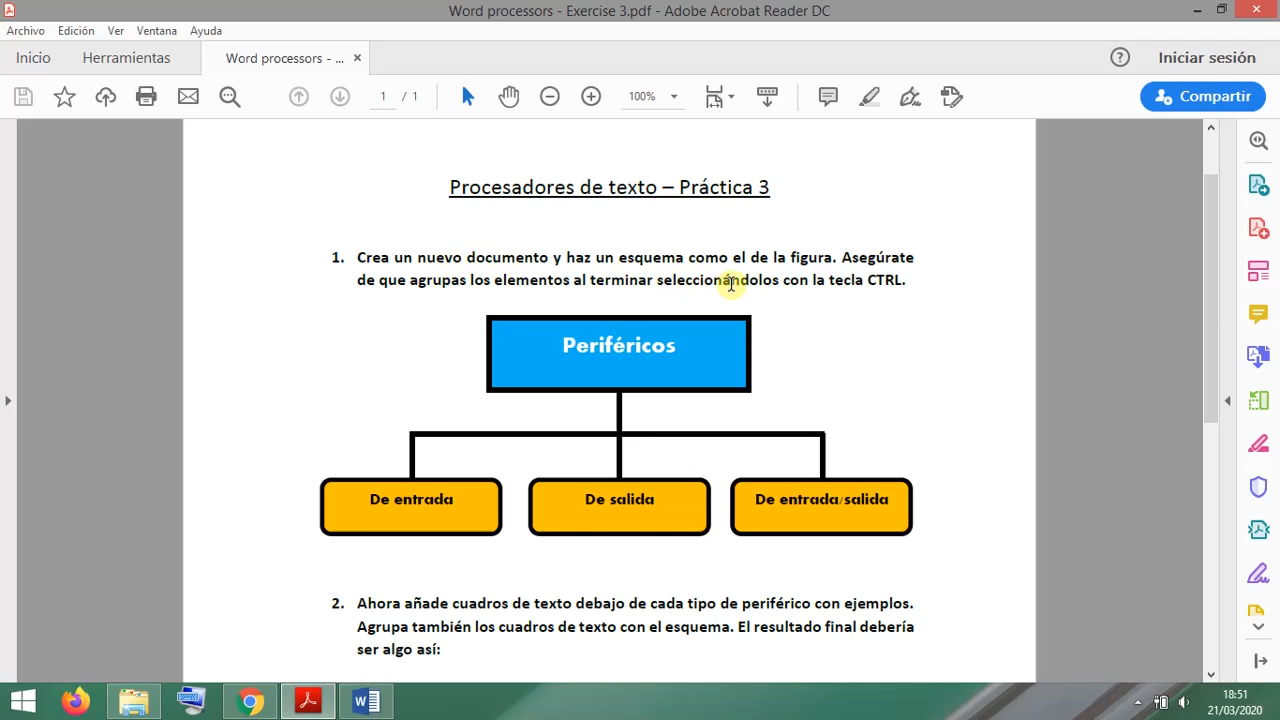 Word processors - Exercise 3.pdf - Adobe Acrobat Reader DC
Archivo Edición Ver Ventana Ayuda
Inicio Herramientas Word processors - ... × Iniciar sesión
1 / 1 100% Compartir
Procesadores de texto – Práctica 3
1. Crea un nuevo documento y haz un esquema como el de la figura. Asegúrate
de que agrupas los elementos al terminar seleccionándolos con la tecla CTRL.
Periféricos
De entrada De salida De entrada/salida
2. Ahora añade cuadros de texto debajo de cada tipo de periférico con ejemplos.
Agrupa también los cuadros de texto con el esquema. El resultado final debería
ser algo así:
18:51
21/03/2020